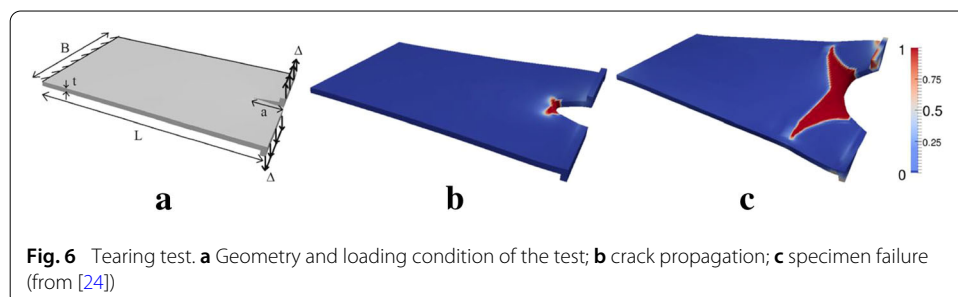 B
Δ
t
a
L
Δ
1
0.75
0.5
0.25
0
a
b
c
Fig. 6 Tearing test. a Geometry and loading condition of the test; b crack propagation; c specimen failure
(from [24])